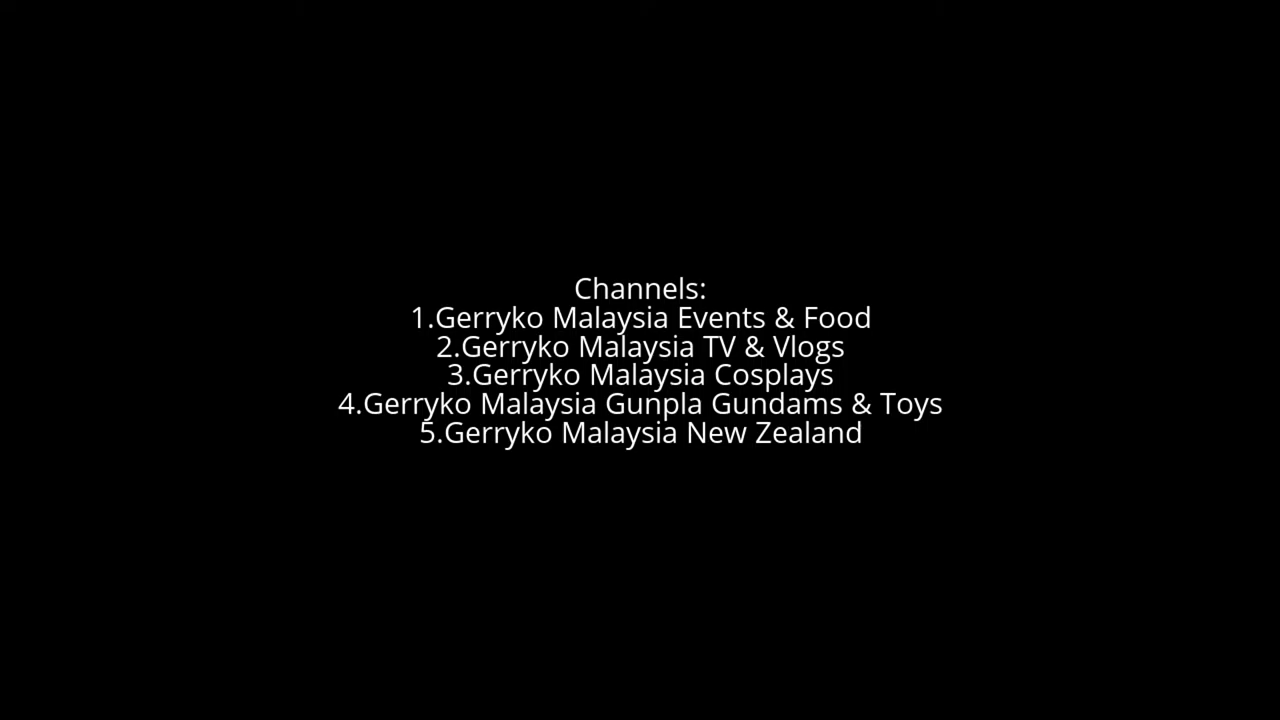 Channels:
1.Gerryko Malaysia Events & Food
2.Gerryko Malaysia TV & Vlogs
3.Gerryko Malaysia Cosplays
4.Gerryko Malaysia Gunpla Gundams & Toys
5.Gerryko Malaysia New Zealand